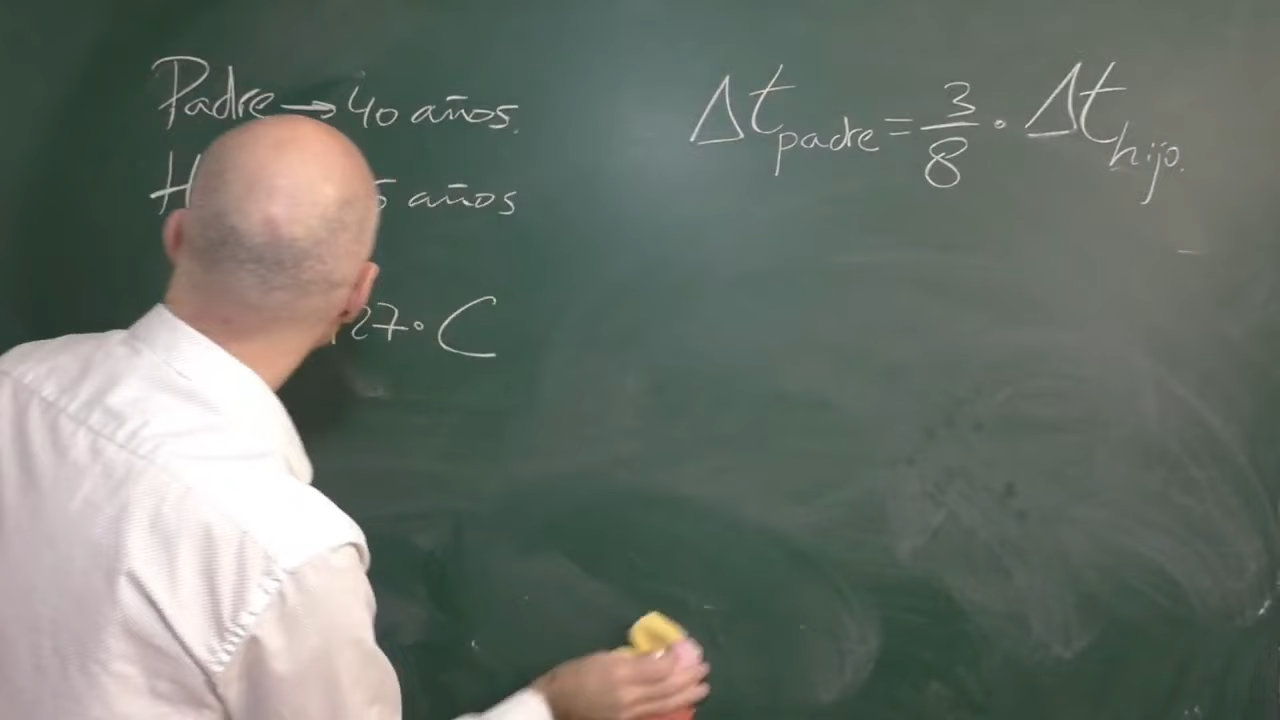 Padre → 40 años.
años
27° C
Δt padre = 3/8 · Δt hijo.